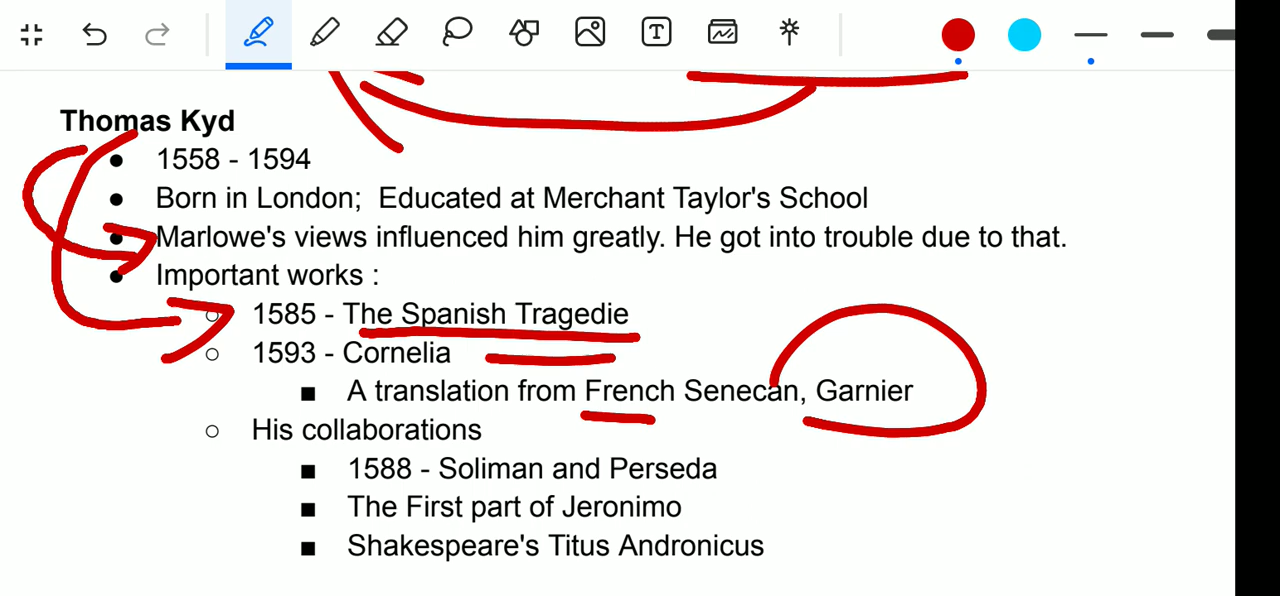 Thomas Kyd
● 1558 - 1594
● Born in London; Educated at Merchant Taylor's School
● Marlowe's views influenced him greatly. He got into trouble due to that.
● Important works :
○ 1585 - The Spanish Tragedie
○ 1593 - Cornelia
■ A translation from French Senecan, Garnier
○ His collaborations
■ 1588 - Soliman and Perseda
■ The First part of Jeronimo
■ Shakespeare's Titus Andronicus